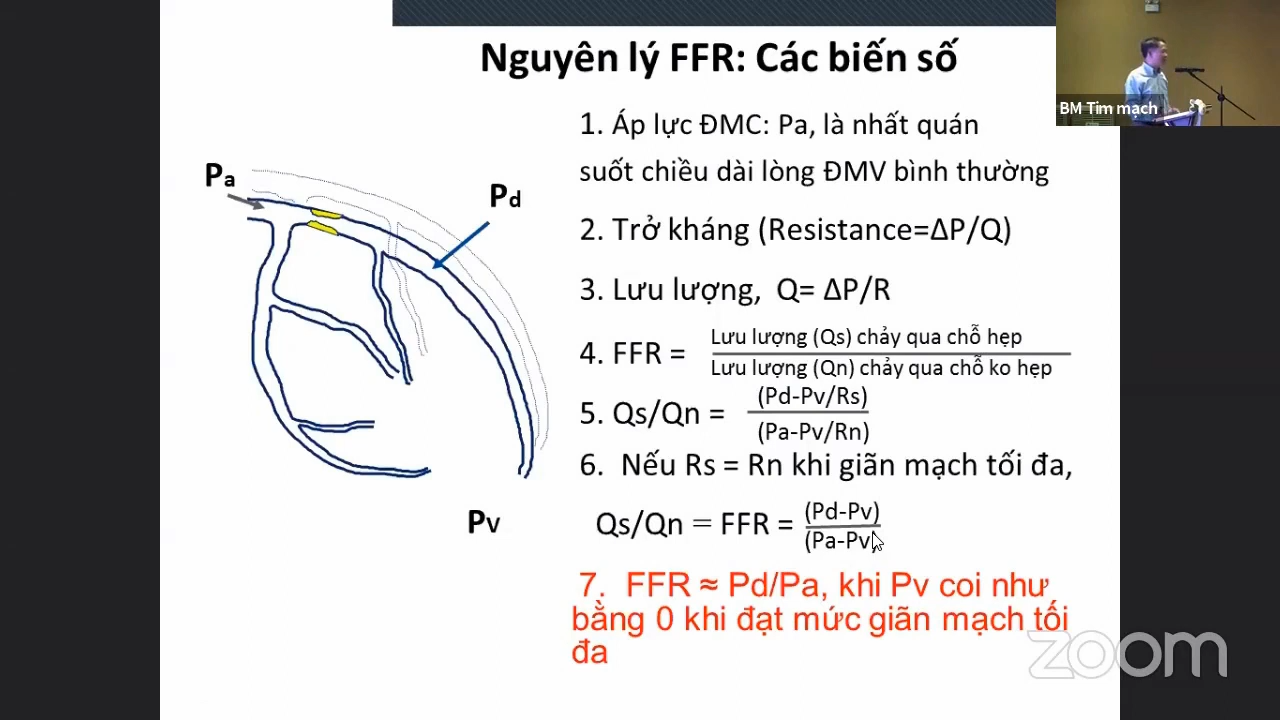 Nguyên lý FFR: Các biến số
BM Tim mach
1. Áp lực ĐMC: Pa, là nhất quán
suốt chiều dài lòng ĐMV bình thường
Pa
Pd
2. Trở kháng (Resistance=ΔP/Q)
3. Lưu lượng, Q= ΔP/R
4. FFR =
Lưu lượng (Qs) chảy qua chỗ hẹp
Lưu lượng (Qn) chảy qua chỗ ko hẹp
5. Qs/Qn =
(Pd-Pv/Rs)
(Pa-Pv/Rn)
6. Nếu Rs = Rn khi giãn mạch tối đa,
Pv
Qs/Qn = FFR =
(Pd-Pv)
(Pa-Pv)
7. FFR ≈ Pd/Pa, khi Pv coi như
bằng 0 khi đạt mức giãn mạch tối
đa
zoom